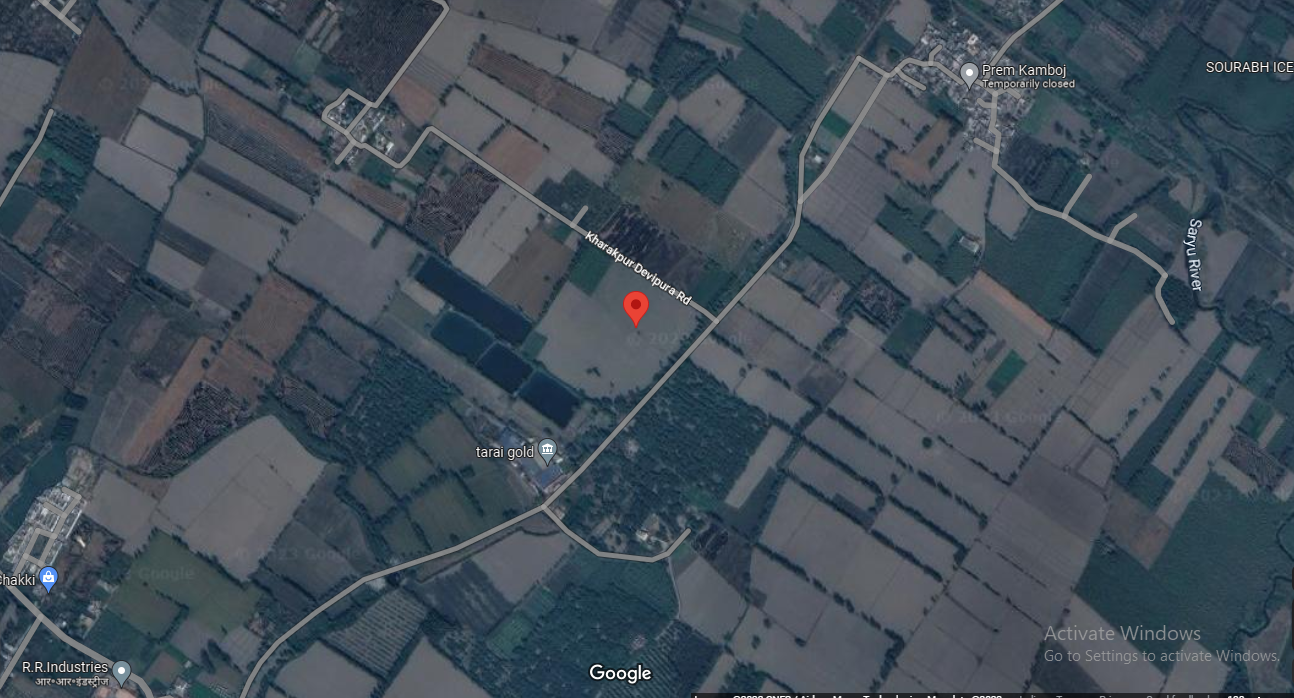 Prem Kamboj
Temporarily closed
SOURABH ICE
Kharakpur Devipura Rd
Saryu River
tarai gold
Chakki
R.R.Industries
आर॰आर॰इंडस्ट्रीज
Google
Activate Windows
Go to Settings to activate Windows.